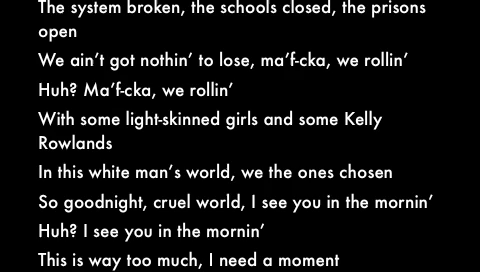 The system broken, the schools closed, the prisons
open
We ain’t got nothin’ to lose, ma’f-cka, we rollin’
Huh? Ma’f-cka, we rollin’
With some light-skinned girls and some Kelly
Rowlands
In this white man’s world, we the ones chosen
So goodnight, cruel world, I see you in the mornin’
Huh? I see you in the mornin’
This is way too much, I need a moment